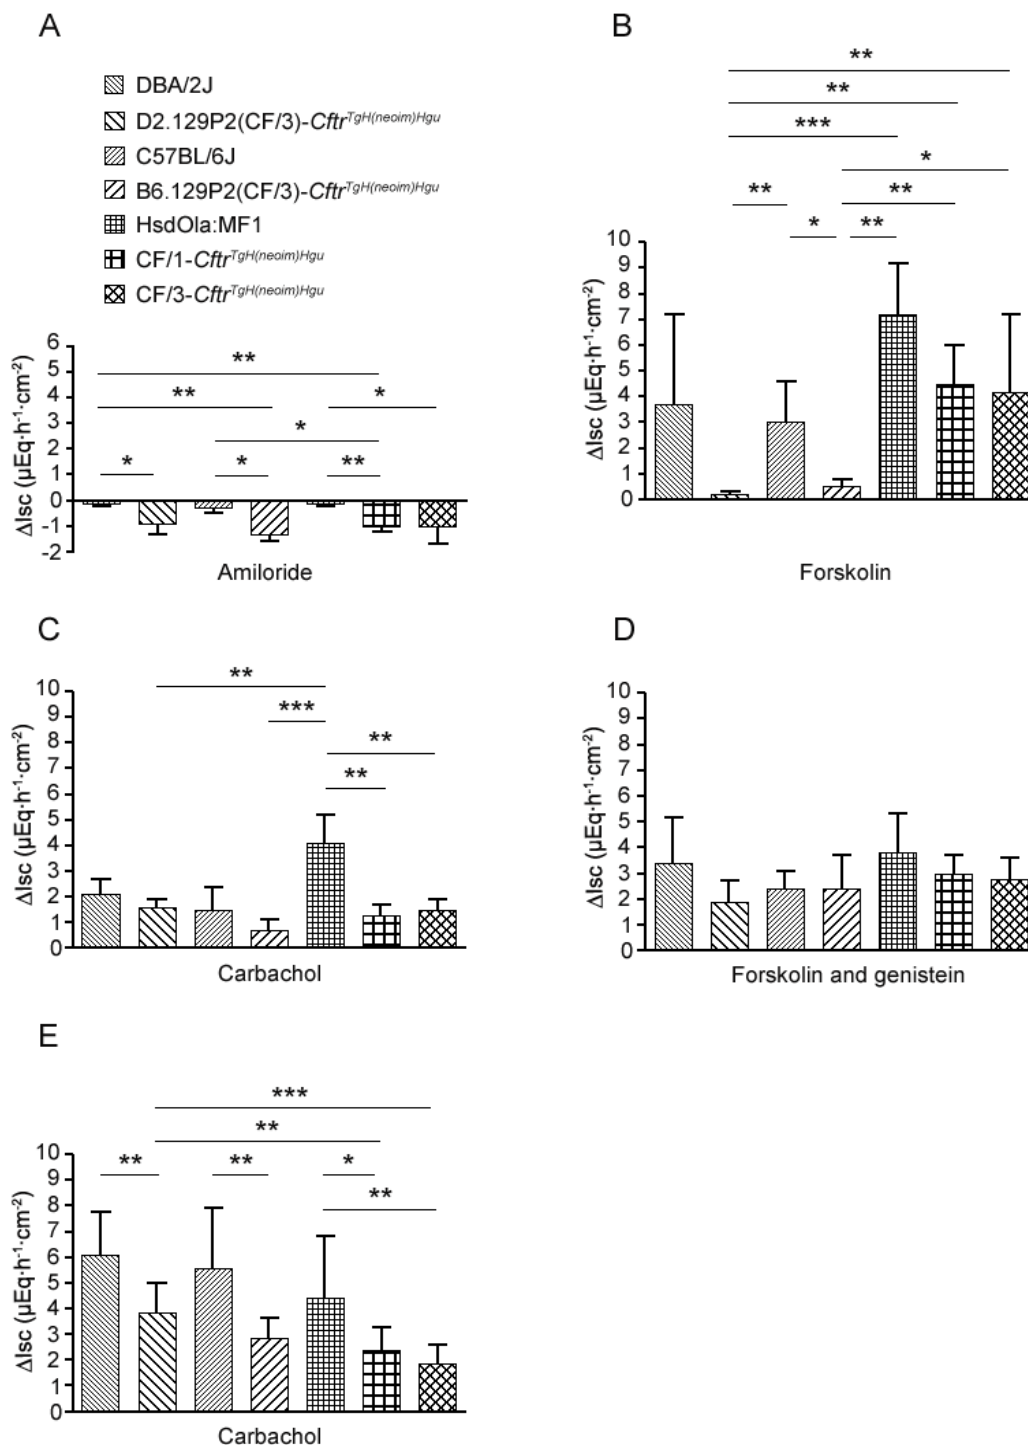 A
DBA/2J
D2.129P2(CF/3)-Cftr^TgH(neoim)Hgu
C57BL/6J
B6.129P2(CF/3)-Cftr^TgH(neoim)Hgu
HsdOla:MF1
CF/1-Cftr^TgH(neoim)Hgu
CF/3-Cftr^TgH(neoim)Hgu
ΔIsc (µEq·h⁻¹·cm⁻²)
6
5
4
3
2
1
0
-1
-2
**
** *
*
* * **
Amiloride
B
**
**
***
*
** **
* **
ΔIsc (µEq·h⁻¹·cm⁻²)
10
9
8
7
6
5
4
3
2
1
0
Forskolin
C
**
***
**
**
ΔIsc (µEq·h⁻¹·cm⁻²)
10
9
8
7
6
5
4
3
2
1
0
Carbachol
D
ΔIsc (µEq·h⁻¹·cm⁻²)
10
9
8
7
6
5
4
3
2
1
0
Forskolin and genistein
E
***
**
** ** *
**
ΔIsc (µEq·h⁻¹·cm⁻²)
10
9
8
7
6
5
4
3
2
1
0
Carbachol